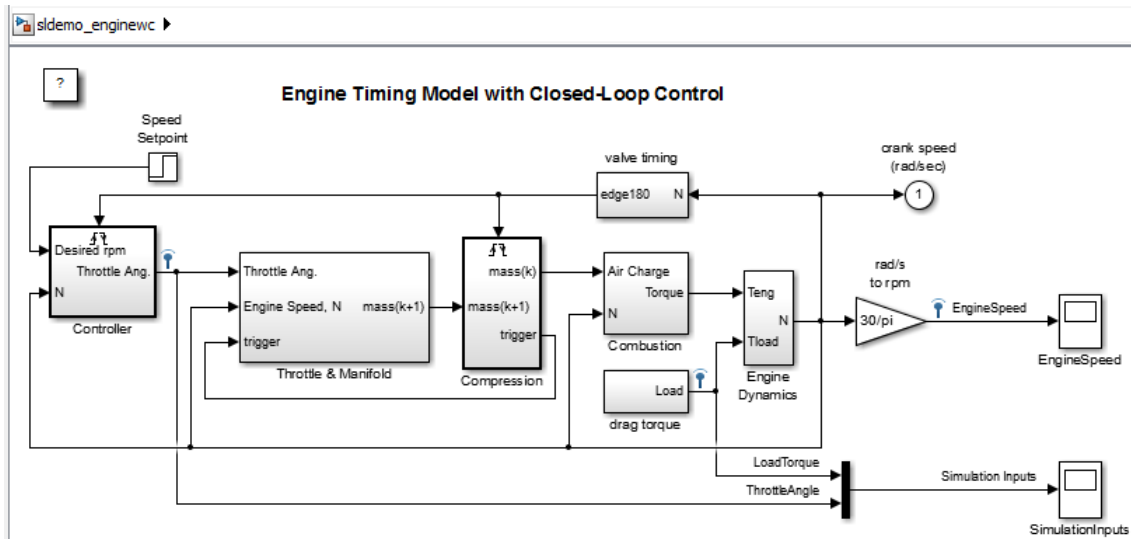 sldemo_enginewc
?
Engine Timing Model with Closed-Loop Control
Speed
Setpoint
valve timing
edge180 N
crank speed
(rad/sec)
1
Desired rpm
Throttle Ang.
N
Controller
Throttle Ang.
Engine Speed, N
mass(k+1)
trigger
Throttle & Manifold
mass(k)
mass(k+1)
trigger
Compression
Air Charge
Torque
N
Combustion
Load
drag torque
Teng
N
Tload
Engine
Dynamics
rad/s
to rpm
30/pi
EngineSpeed
EngineSpeed
LoadTorque
ThrottleAngle
Simulation Inputs
SimulationInputs